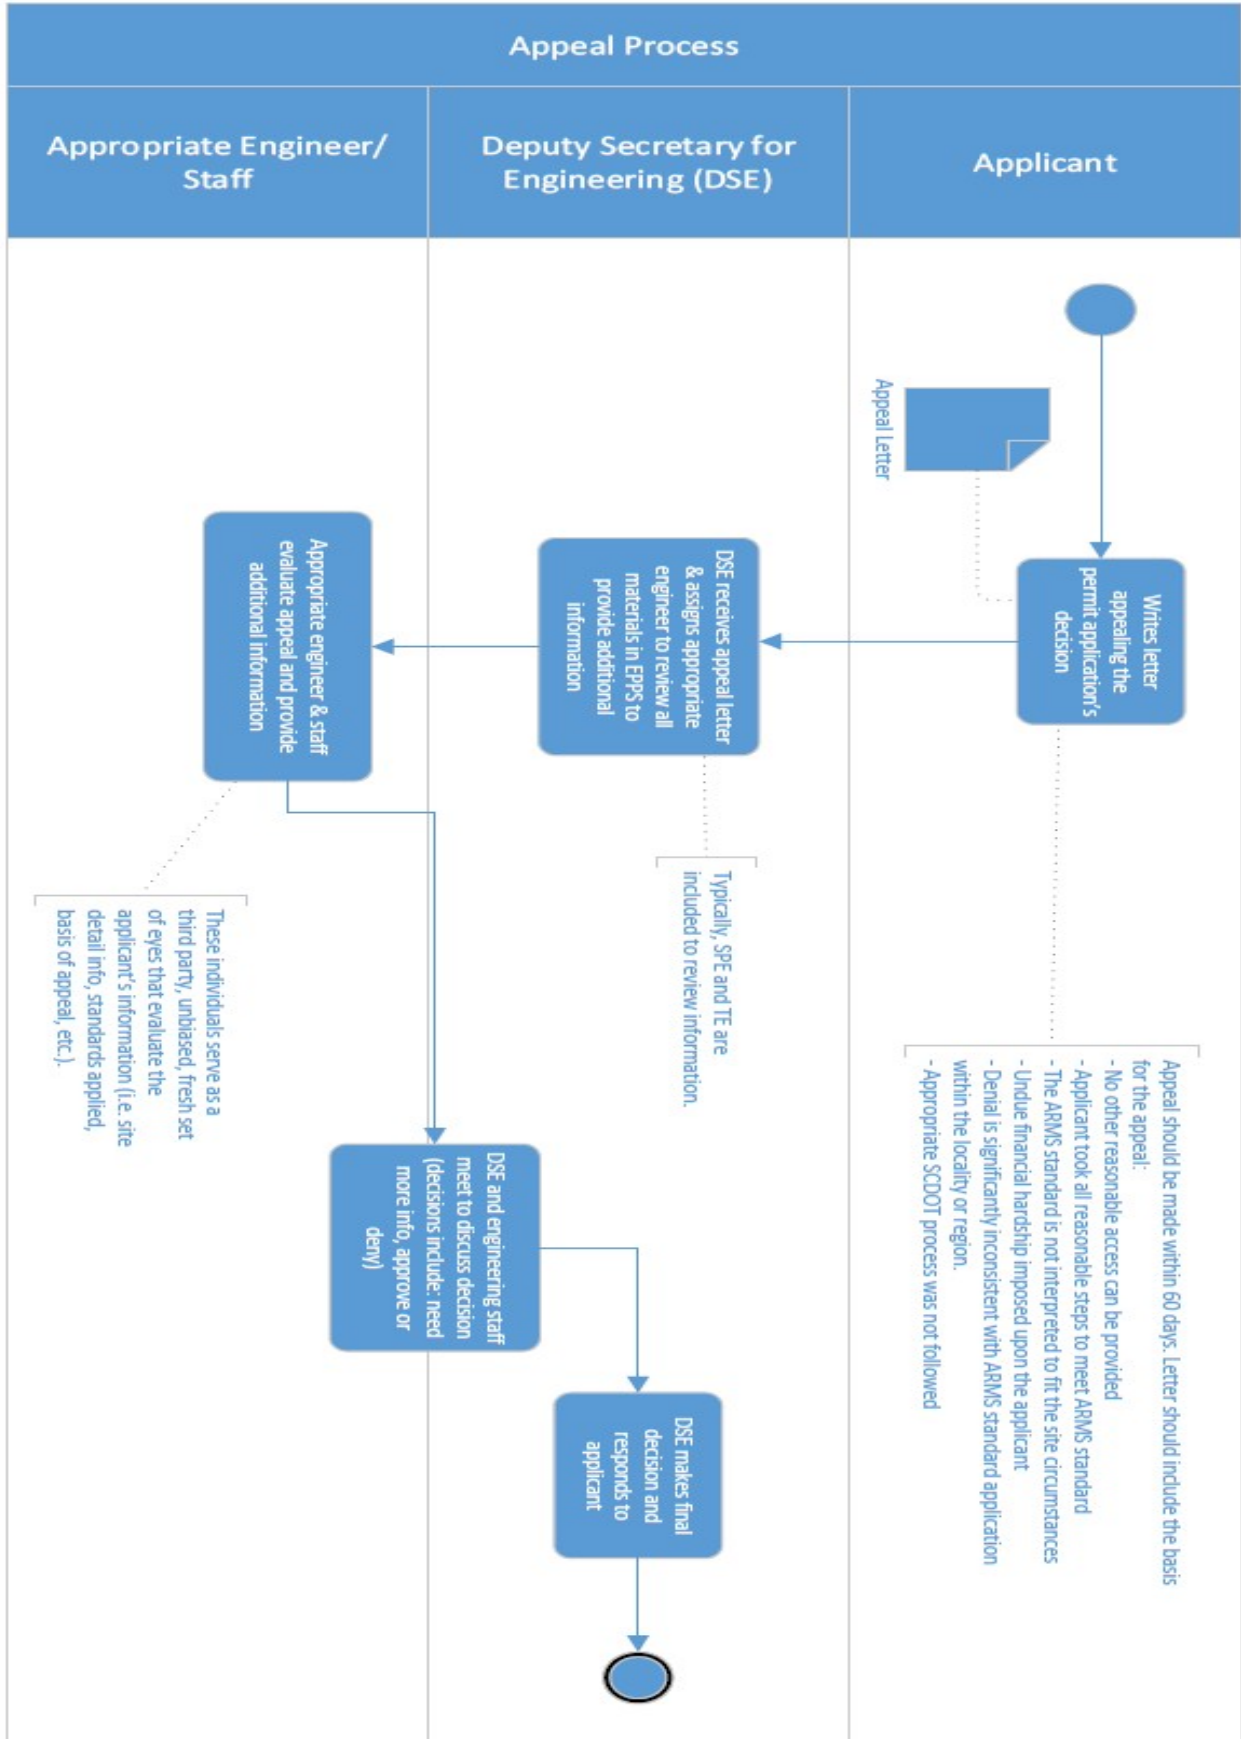 Appeal Process
Applicant
Deputy Secretary for
Engineering (DSE)
Appropriate Engineer/
Staff
Appeal Letter
Writes letter
appealing the
permit application's
decision
Appeal should be made within 60 days. Letter should include the basis
for the appeal:
- No other reasonable access can be provided
- Applicant took all reasonable steps to meet ARMS standard
- The ARMS standard is not interpreted to fit the site circumstances
- Undue financial hardship imposed upon the applicant
- Denial is significantly inconsistent with ARMS standard application
within the locality or region.
- Appropriate SCDOT process was not followed
DSE receives appeal letter
& assigns appropriate
engineer to review all
materials in EPPS to
provide additional
information
Typically, SPE and TE are
included to review information.
Appropriate engineer & staff
evaluate appeal and provide
additional information
These individuals serve as a
third party, unbiased, fresh set
of eyes that evaluate the
applicant's information (i.e. site
detail info, standards applied,
basis of appeal, etc.).
DSE and engineering staff
meet to discuss decision
(decisions include: need
more info, approve or
deny)
DSE makes final
decision and
responds to
applicant